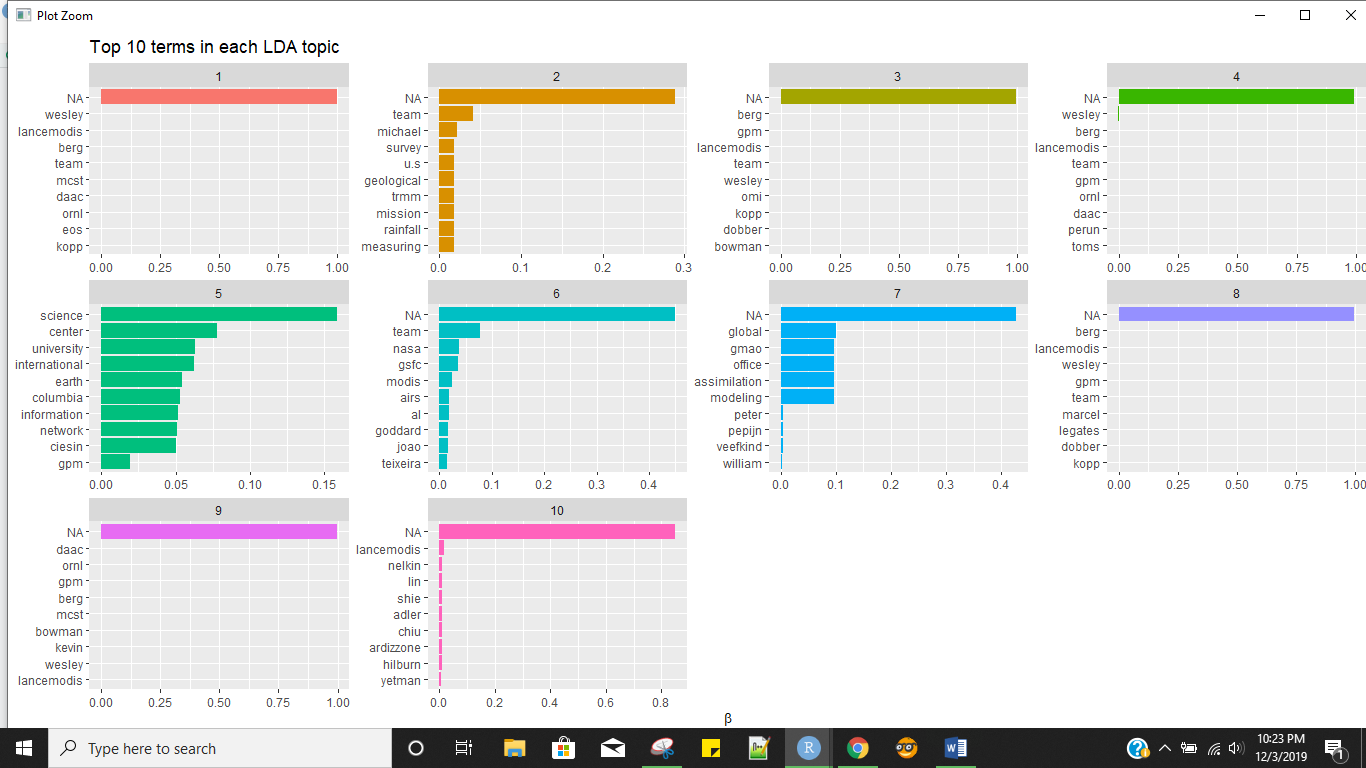 Plot Zoom
Top 10 terms in each LDA topic
1
NA
wesley
lancemodis
berg
team
mcst
daac
ornl
eos
kopp
0.00 0.25 0.50 0.75 1.00
2
NA
team
michael
survey
u.s
geological
trmm
mission
rainfall
measuring
0.0 0.1 0.2 0.3
3
NA
berg
gpm
lancemodis
team
wesley
omi
kopp
dobber
bowman
0.00 0.25 0.50 0.75 1.00
4
NA
wesley
berg
lancemodis
team
gpm
ornl
daac
perun
toms
0.00 0.25 0.50 0.75 1.00
5
science
center
university
international
earth
columbia
information
network
ciesin
gpm
0.00 0.05 0.10 0.15
6
NA
team
nasa
gsfc
modis
airs
al
goddard
joao
teixeira
0.0 0.1 0.2 0.3 0.4
7
NA
global
gmao
office
assimilation
modeling
peter
pepijn
veefkind
william
0.0 0.1 0.2 0.3 0.4
8
NA
berg
lancemodis
wesley
gpm
team
marcel
legates
dobber
kopp
0.00 0.25 0.50 0.75 1.00
9
NA
daac
ornl
gpm
berg
mcst
bowman
kevin
wesley
lancemodis
0.00 0.25 0.50 0.75 1.00
10
NA
lancemodis
nelkin
lin
shie
adler
chiu
ardizzone
hilburn
yetman
0.0 0.2 0.4 0.6 0.8
β
Type here to search
10:23 PM
12/3/2019
1